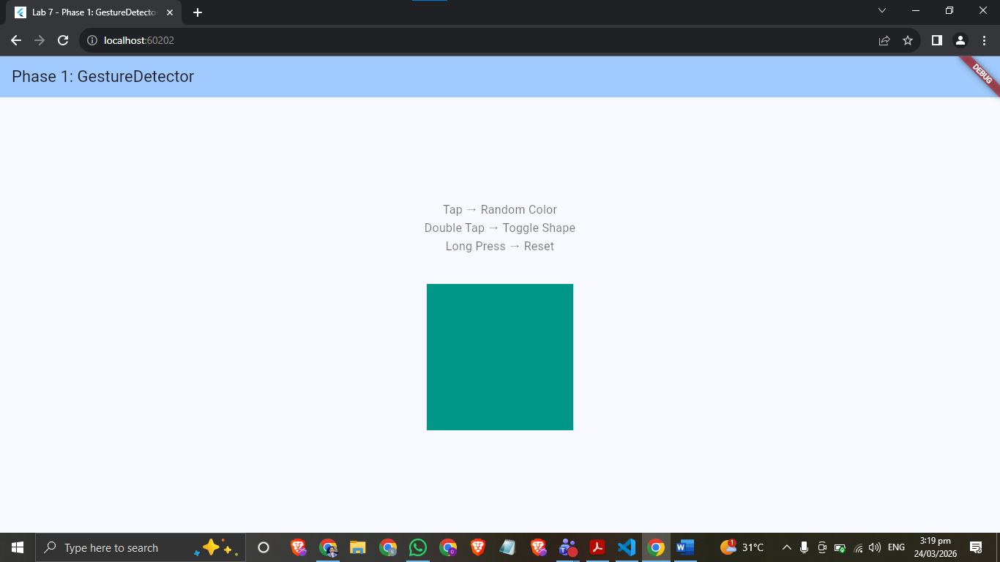 Lab 7 - Phase 1: GestureDetecto
localhost:60202
Phase 1: GestureDetector
DEBUG
Tap → Random Color
Double Tap → Toggle Shape
Long Press → Reset
Type here to search
1
31°C
ENG
3:19 pm
24/03/2026